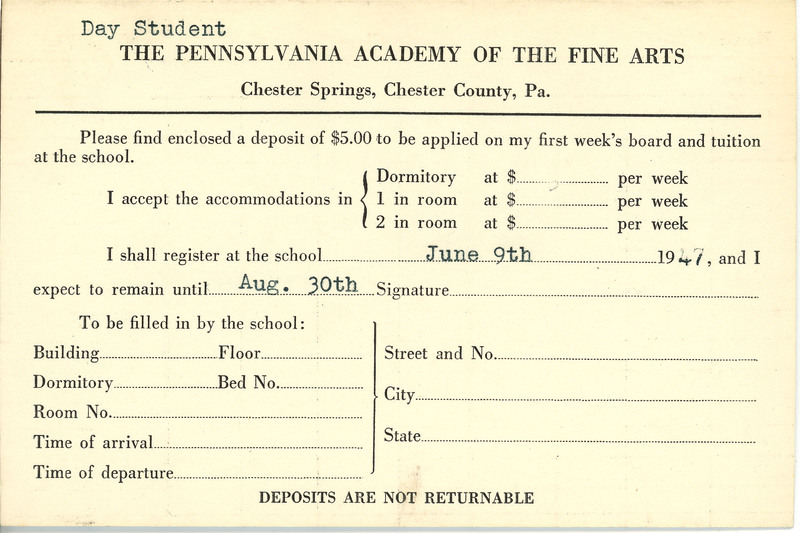 Day Student
THE PENNSYLVANIA ACADEMY OF THE FINE ARTS
Chester Springs, Chester County, Pa.
Please find enclosed a deposit of $5.00 to be applied on my first week's board and tuition
at the school.
I accept the accommodations in { Dormitory at $.......... per week
1 in room at $.......... per week
2 in room at $.......... per week
I shall register at the school.......... June 9th ..........1947, and I
expect to remain until.... Aug. 30th ...Signature..........
To be filled in by the school:
Building..........Floor..........
Street and No...........
Dormitory..........Bed No...........
City..........
Room No...........
State..........
Time of arrival..........
Time of departure..........
DEPOSITS ARE NOT RETURNABLE